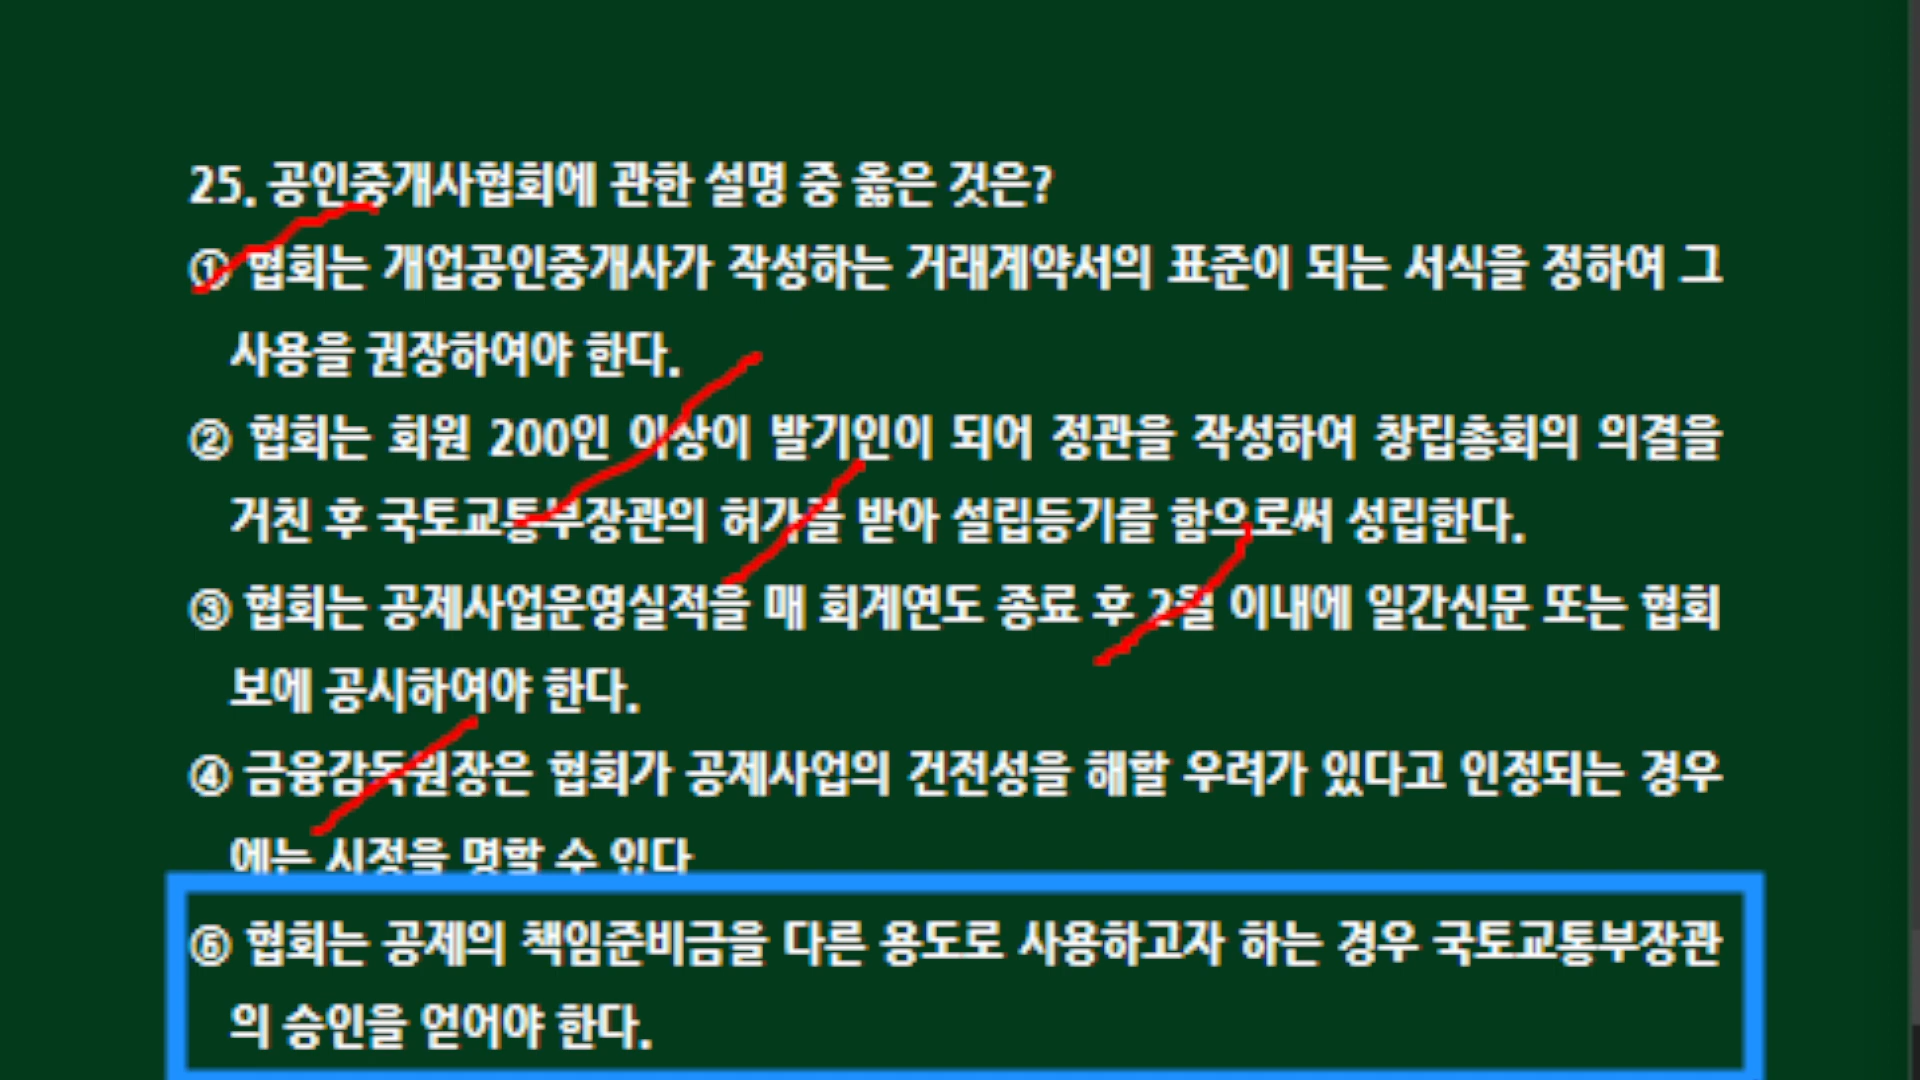 25. 공인중개사협회에 관한 설명 중 옳은 것은?
① 협회는 개업공인중개사가 작성하는 거래계약서의 표준이 되는 서식을 정하여 그
사용을 권장하여야 한다.
② 협회는 회원 200인 이상이 발기인이 되어 정관을 작성하여 창립총회의 의결을
거친 후 국토교통부장관의 허가를 받아 설립등기를 함으로써 성립한다.
③ 협회는 공제사업운영실적을 매 회계연도 종료 후 2월 이내에 일간신문 또는 협회
보에 공시하여야 한다.
④ 금융감독원장은 협회가 공제사업의 건전성을 해할 우려가 있다고 인정되는 경우
에는 시정을 명할 수 있다
⑤ 협회는 공제의 책임준비금을 다른 용도로 사용하고자 하는 경우 국토교통부장관
의 승인을 얻어야 한다.